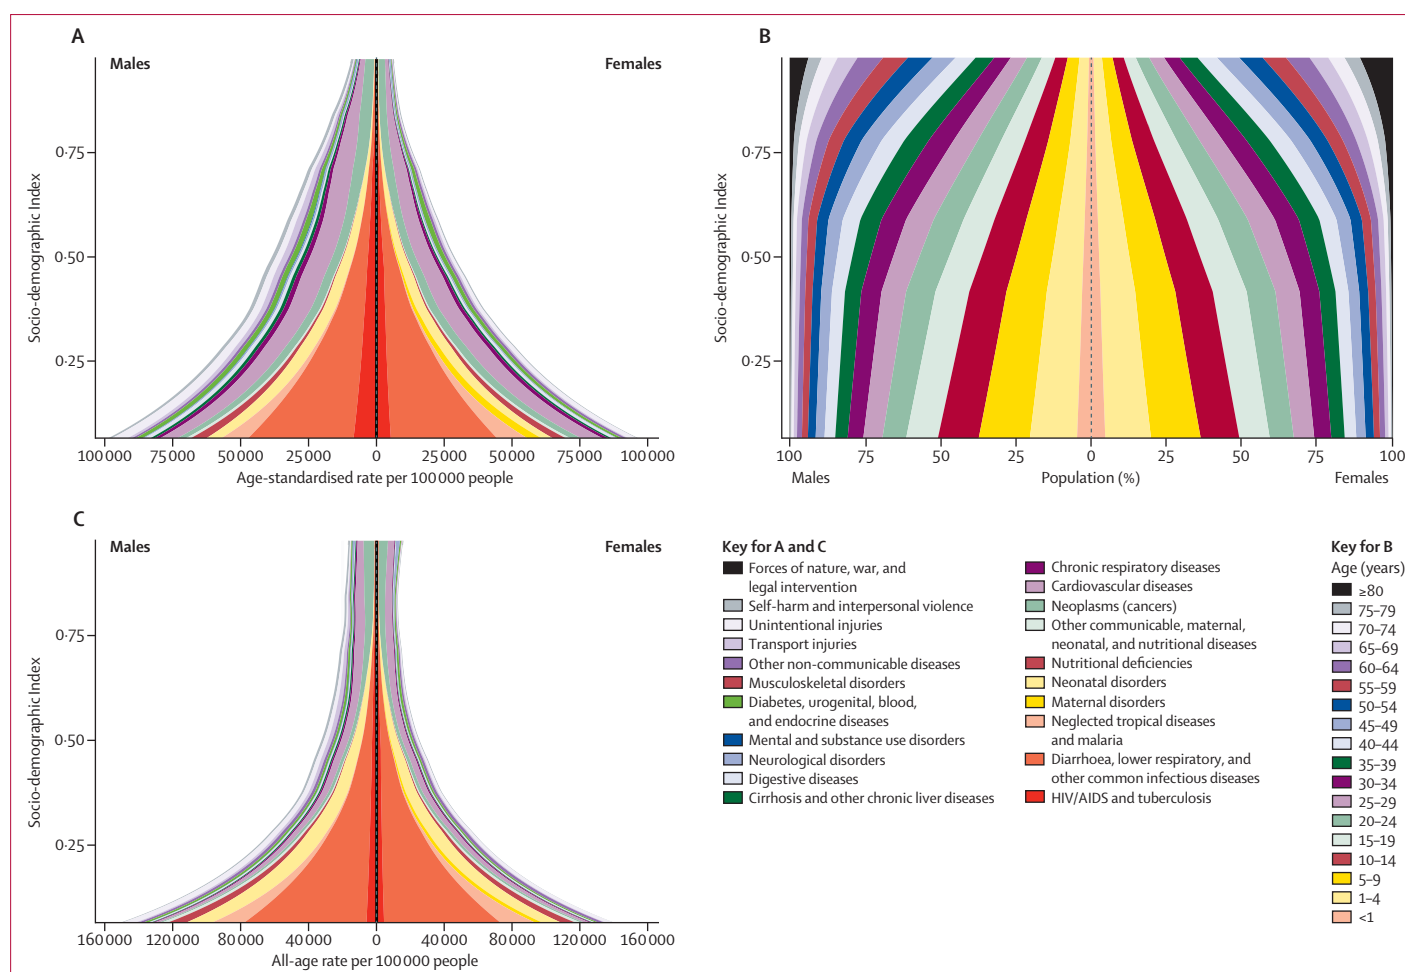 A
Males
Females
Socio-demographic Index
0·75
0·50
0·25
100 000 75 000 50 000 25 000 0 25 000 50 000 75 000 100 000
Age-standardised rate per 100 000 people
B
Socio-demographic Index
0·75
0·50
0·25
100 75 50 25 0 25 50 75 100
Males Population (%) Females
C
Males
Females
Socio-demographic Index
0·75
0·50
0·25
160 000 120 000 80 000 40 000 0 40 000 80 000 120 000 160 000
All-age rate per 100 000 people
Key for A and C
Forces of nature, war, and
legal intervention
Self-harm and interpersonal violence
Unintentional injuries
Transport injuries
Other non-communicable diseases
Musculoskeletal disorders
Diabetes, urogenital, blood,
and endocrine diseases
Mental and substance use disorders
Neurological disorders
Digestive diseases
Cirrhosis and other chronic liver diseases
Chronic respiratory diseases
Cardiovascular diseases
Neoplasms (cancers)
Other communicable, maternal,
neonatal, and nutritional diseases
Nutritional deficiencies
Neonatal disorders
Maternal disorders
Neglected tropical diseases
and malaria
Diarrhoea, lower respiratory, and
other common infectious diseases
HIV/AIDS and tuberculosis
Key for B
Age (years)
≥80
75–79
70–74
65–69
60–64
55–59
50–54
45–49
40–44
35–39
30–34
25–29
20–24
15–19
10–14
5–9
1–4
<1